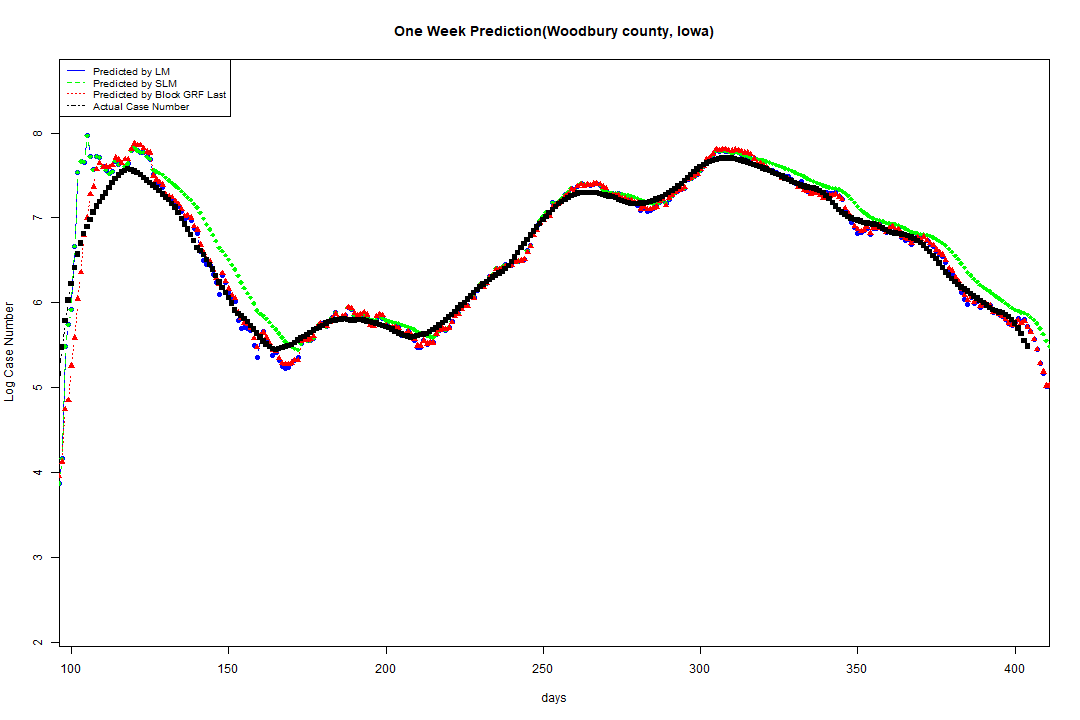 One Week Prediction(Woodbury county, Iowa)
Predicted by LM
Predicted by SLM
Predicted by Block GRF Last
Actual Case Number
Log Case Number
8
7
6
5
4
3
2
100 150 200 250 300 350 400
days